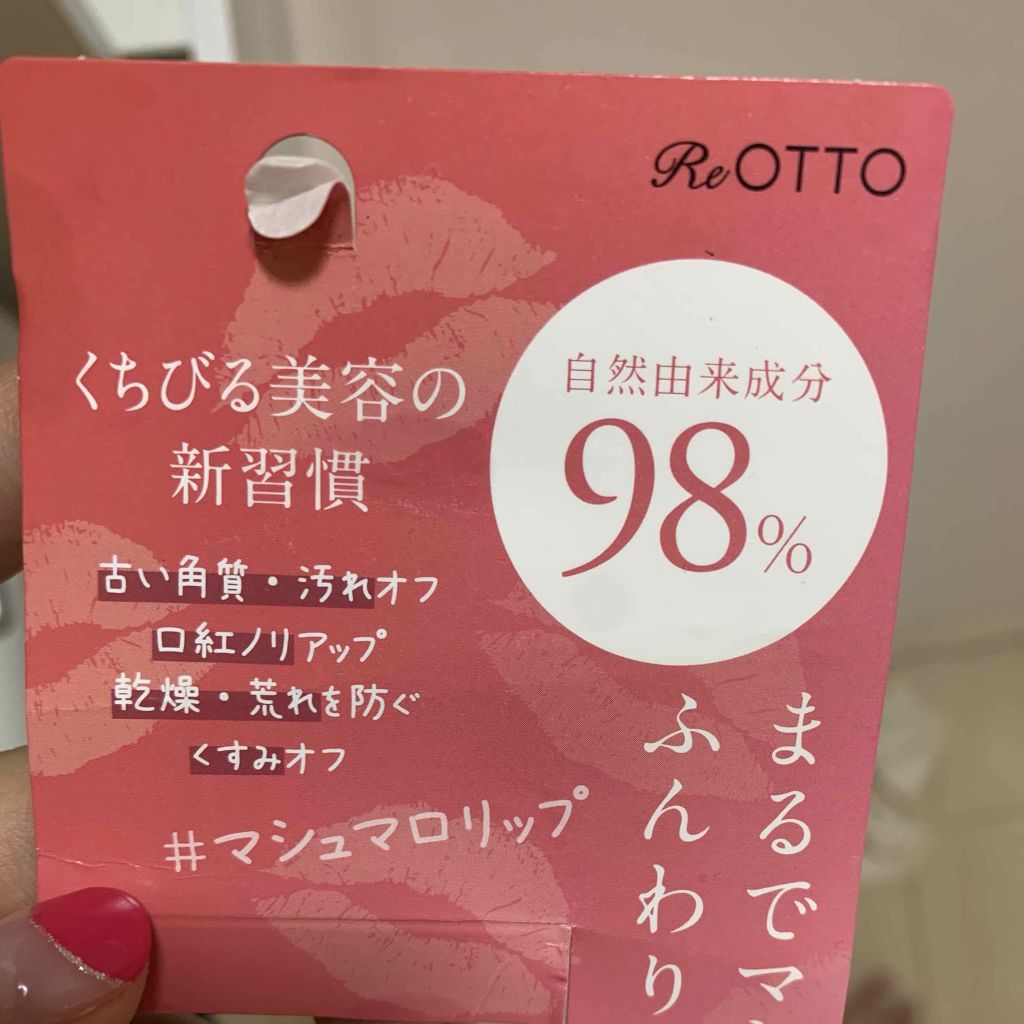 ReOTTO
くちびる美容の
新習慣
自然由来成分
98%
古い角質・汚れオフ
口紅ノリアップ
乾燥・荒れを防ぐ
くすみオフ
#マシュマロリップ
まるでマ
ふんわり